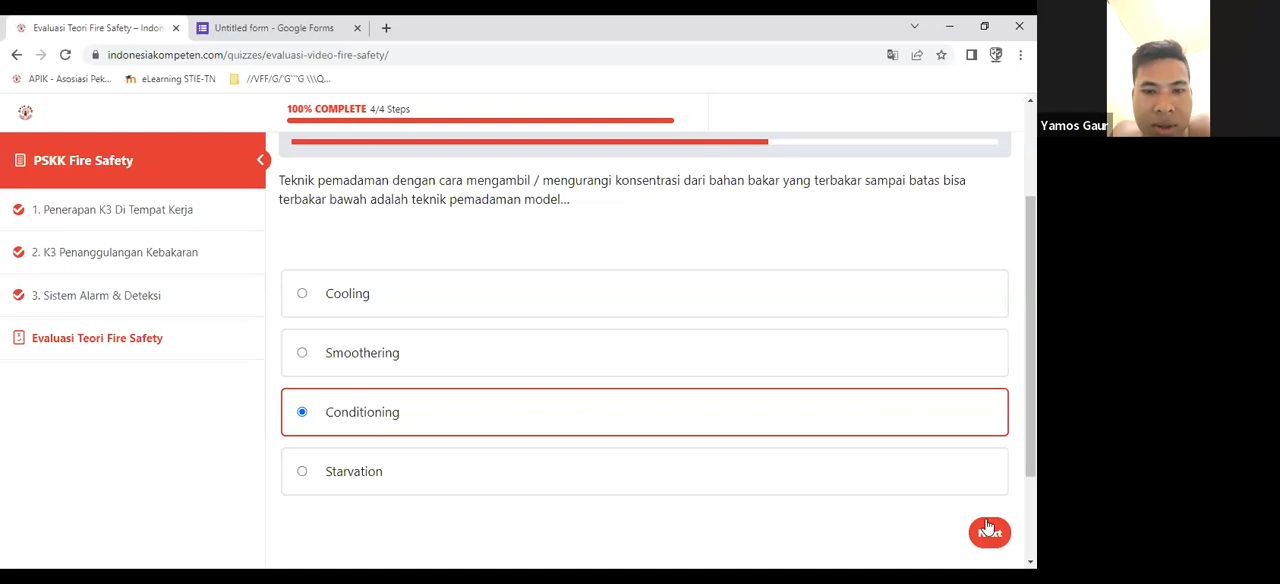 Evaluasi Teori Fire Safety – Indon
Untitled form - Google Forms
indonesiakompeten.com/quizzes/evaluasi-video-fire-safety/
APIK - Asosiasi Pek...
eLearning STIE-TN
//VFF/G/G```G \\\Q...
100% COMPLETE 4/4 Steps
PSKK Fire Safety
1. Penerapan K3 Di Tempat Kerja
2. K3 Penanggulangan Kebakaran
3. Sistem Alarm & Deteksi
Evaluasi Teori Fire Safety
Teknik pemadaman dengan cara mengambil / mengurangi konsentrasi dari bahan bakar yang terbakar sampai batas bisa
terbakar bawah adalah teknik pemadaman model...
Cooling
Smoothering
Conditioning
Starvation
Next
Yamos Gaur